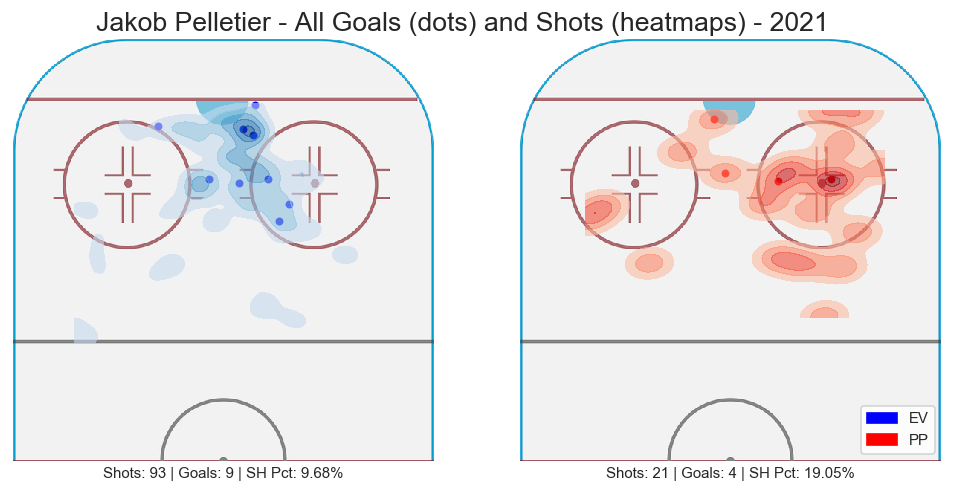 Jakob Pelletier - All Goals (dots) and Shots (heatmaps) - 2021
EV
PP
Shots: 93 | Goals: 9 | SH Pct: 9.68%
Shots: 21 | Goals: 4 | SH Pct: 19.05%